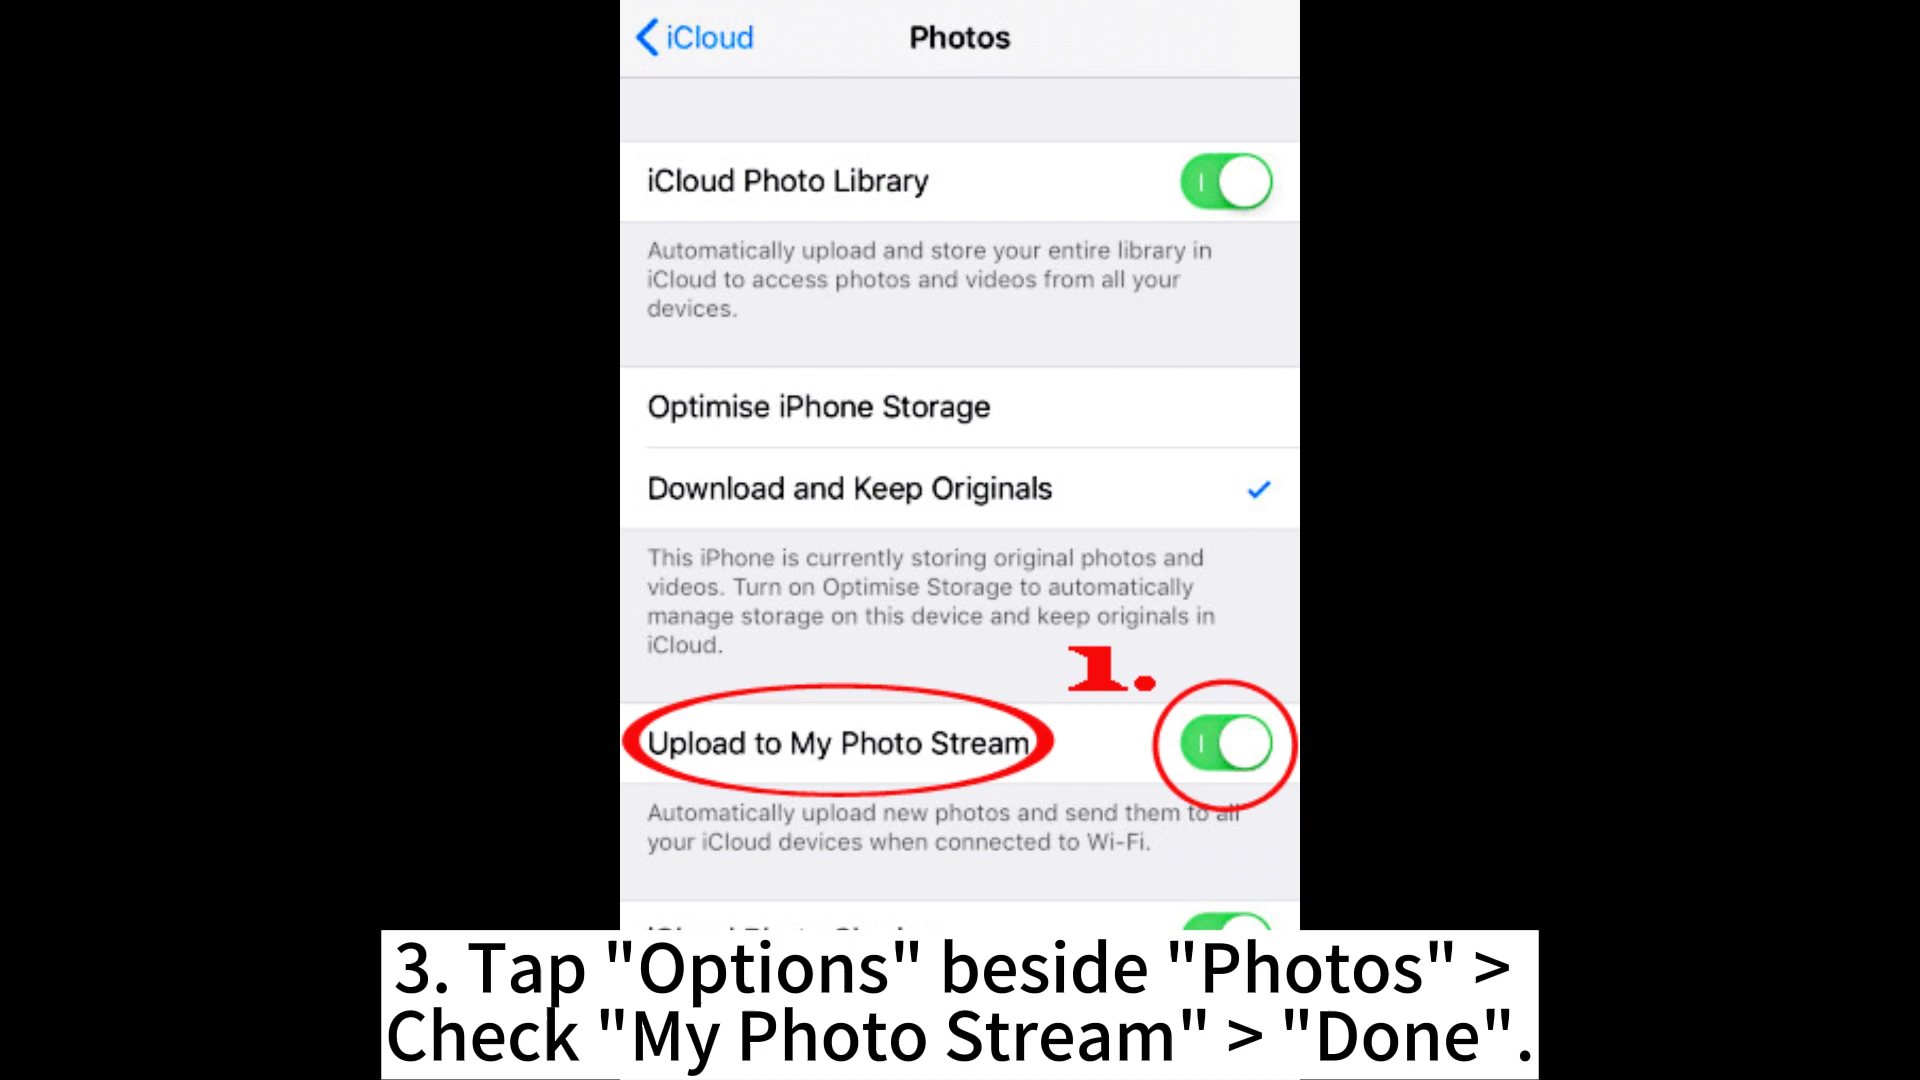 iCloud
Photos
iCloud Photo Library
Automatically upload and store your entire library in
iCloud to access photos and videos from all your
devices.
Optimise iPhone Storage
Download and Keep Originals
This iPhone is currently storing original photos and
videos. Turn on Optimise Storage to automatically
manage storage on this device and keep originals in
iCloud.
1.
Upload to My Photo Stream
Automatically upload new photos and send them to all
your iCloud devices when connected to Wi-Fi.
3. Tap "Options" beside "Photos" >
Check "My Photo Stream" > "Done".